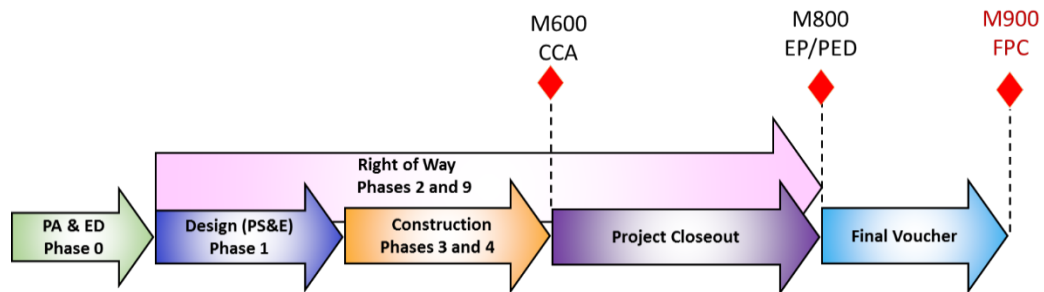 M600
CCA
M800
EP/PED
M900
FPC
Right of Way
Phases 2 and 9
PA & ED
Phase 0
Design (PS&E)
Phase 1
Construction
Phases 3 and 4
Project Closeout
Final Voucher